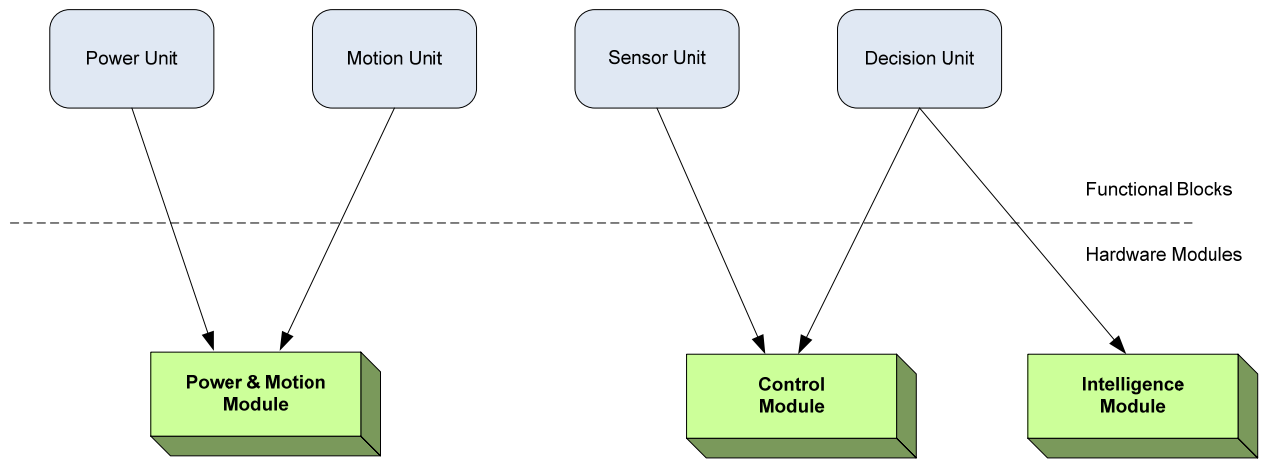 Power Unit
Motion Unit
Sensor Unit
Decision Unit
Functional Blocks
Hardware Modules
Power & Motion
Module
Control
Module
Intelligence
Module